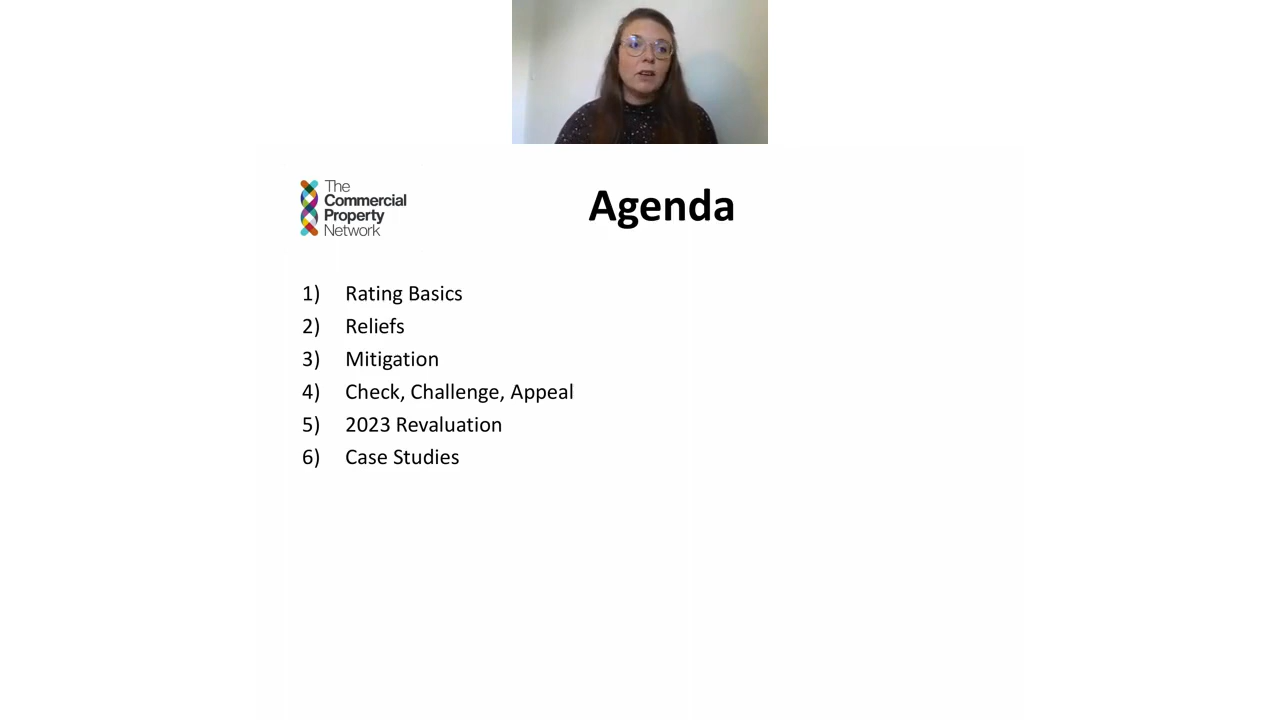 The
Commercial
Property
Network
Agenda
1) Rating Basics
2) Reliefs
3) Mitigation
4) Check, Challenge, Appeal
5) 2023 Revaluation
6) Case Studies